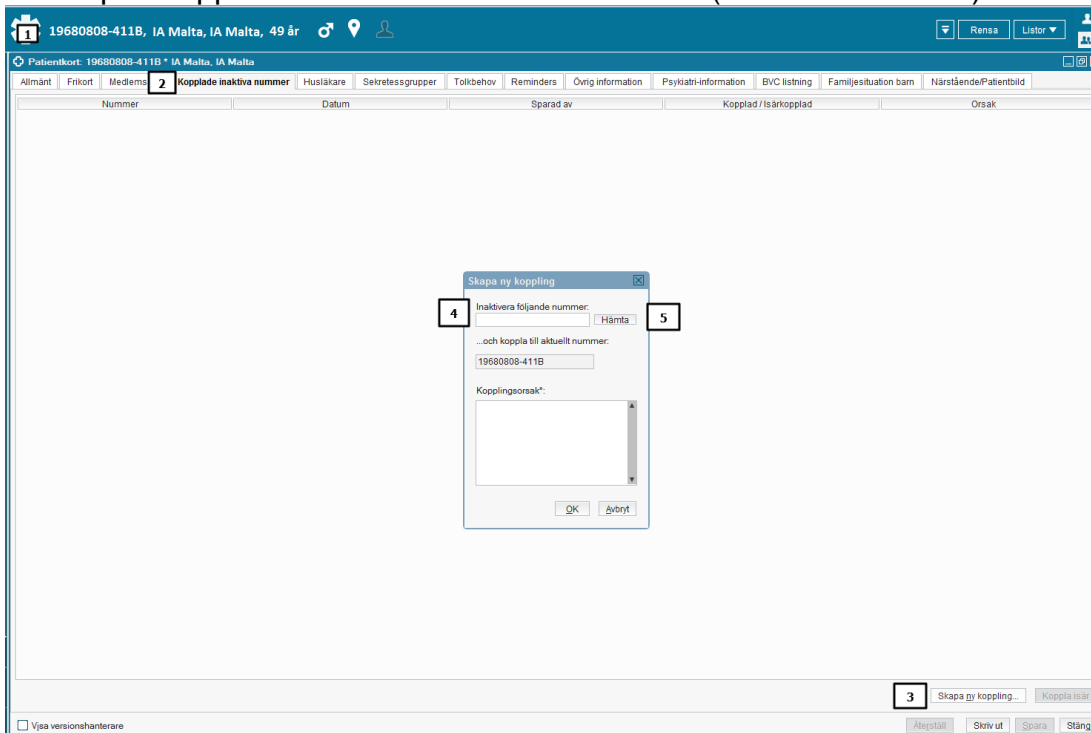 1 19680808-411B, IA Malta, IA Malta, 49 år Rensa Listor
Patientkort: 19680808-411B * IA Malta, IA Malta
Allmänt Frikort Medlems 2 Kopplade inaktiva nummer Husläkare Sekretessgrupper Tolkbehov Reminders Övrig information Psykiatri-information BVC listning Familjesituation barn Närstående/Patientbild
Nummer Datum Sparad av Kopplad / Isärkopplad Orsak
Skapa ny koppling
Inaktivera följande nummer:
4 Hämta 5
...och koppla till aktuellt nummer:
19680808-411B
Kopplingsorsak*:
OK Avbryt
3 Skapa ny koppling... Koppla isär
Visa versionshanterare Återställ Skriv ut Spara Stäng